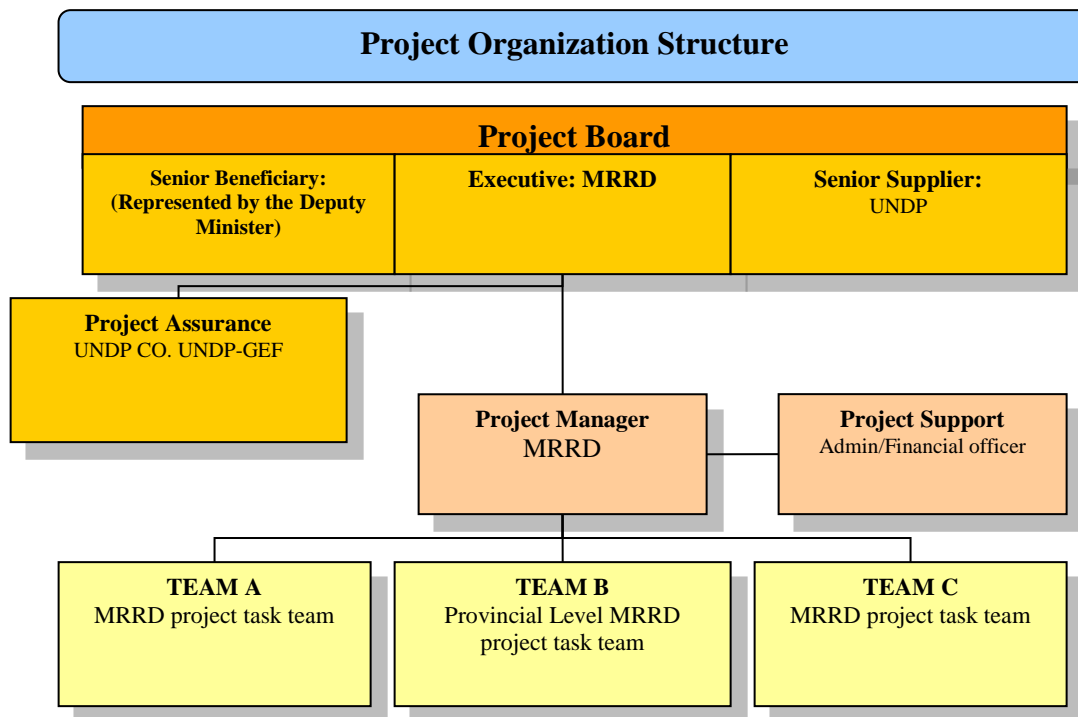 Project Organization Structure
Project Board
Senior Beneficiary:
(Represented by the Deputy
Minister)
Executive: MRRD
Senior Supplier:
UNDP
Project Assurance
UNDP CO. UNDP-GEF
Project Manager
MRRD
Project Support
Admin/Financial officer
TEAM A
MRRD project task team
TEAM B
Provincial Level MRRD
project task team
TEAM C
MRRD project task team